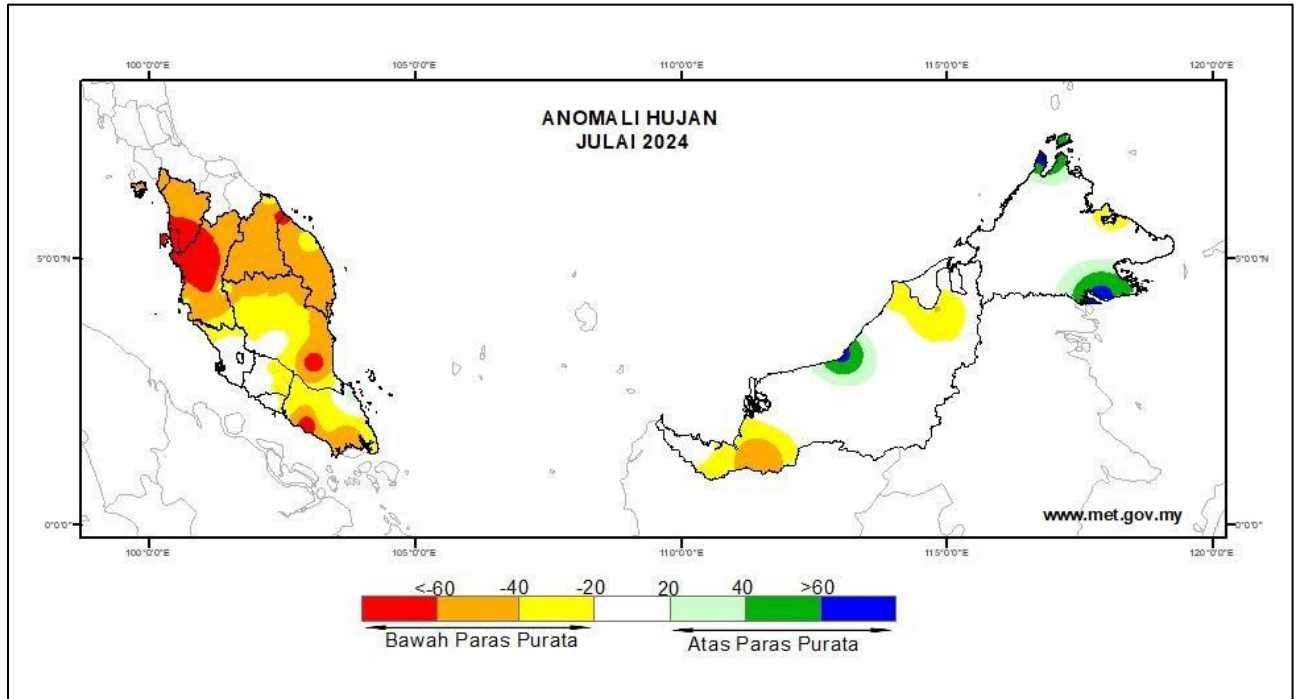 100°0'0"E 105°0'0"E 110°0'0"E 115°0'0"E 120°0'0"E
ANOMALI HUJAN
JULAI 2024
5°0'0"N 5°0'0"N
www.met.gov.my
0°0'0" 0°0'0"
100°0'0"E 105°0'0"E 110°0'0"E 115°0'0"E 120°0'0"E
<-60 -40 -20 20 40 >60
Bawah Paras Purata Atas Paras Purata